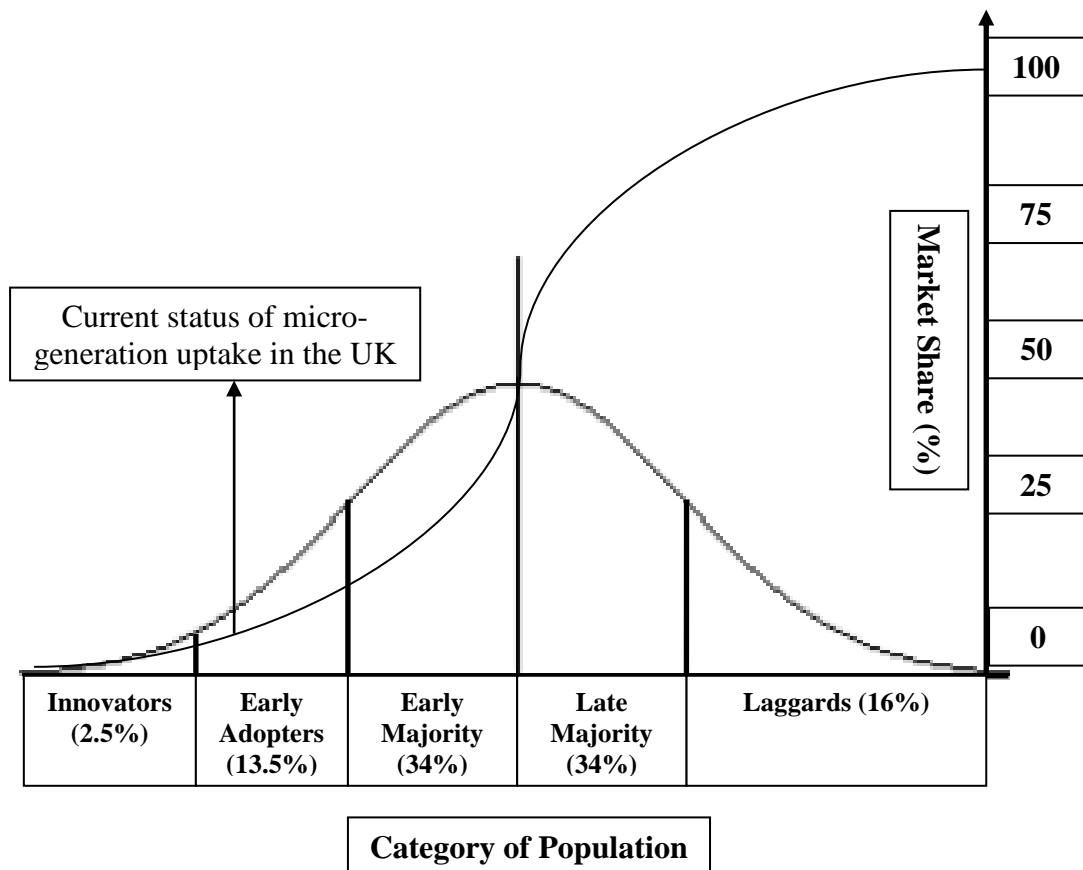 100
75
50
25
0
Market Share (%)
Current status of micro-
generation uptake in the UK
Innovators
(2.5%)
Early
Adopters
(13.5%)
Early
Majority
(34%)
Late
Majority
(34%)
Laggards (16%)
Category of Population